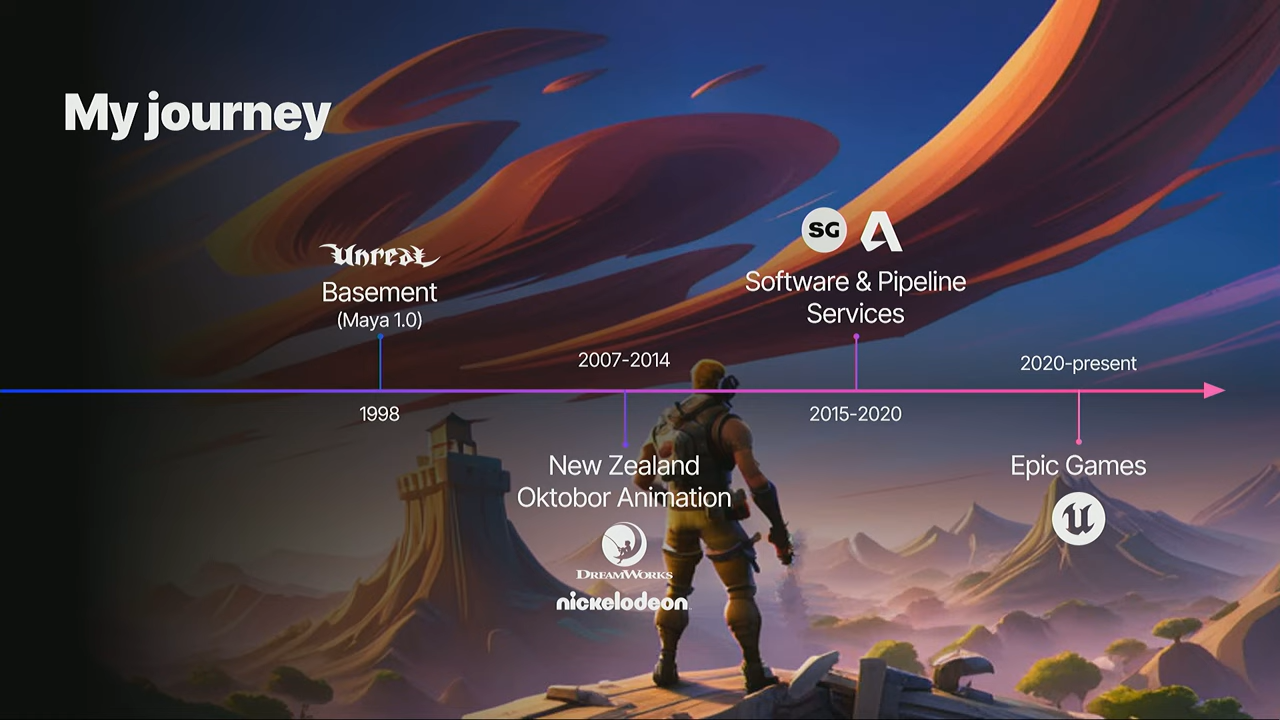 My journey
Unreal
Basement
(Maya 1.0)
1998
2007-2014
New Zealand
Oktobor Animation
DREAMWORKS
nickelodeon
SG
Software & Pipeline
Services
2015-2020
2020-present
Epic Games